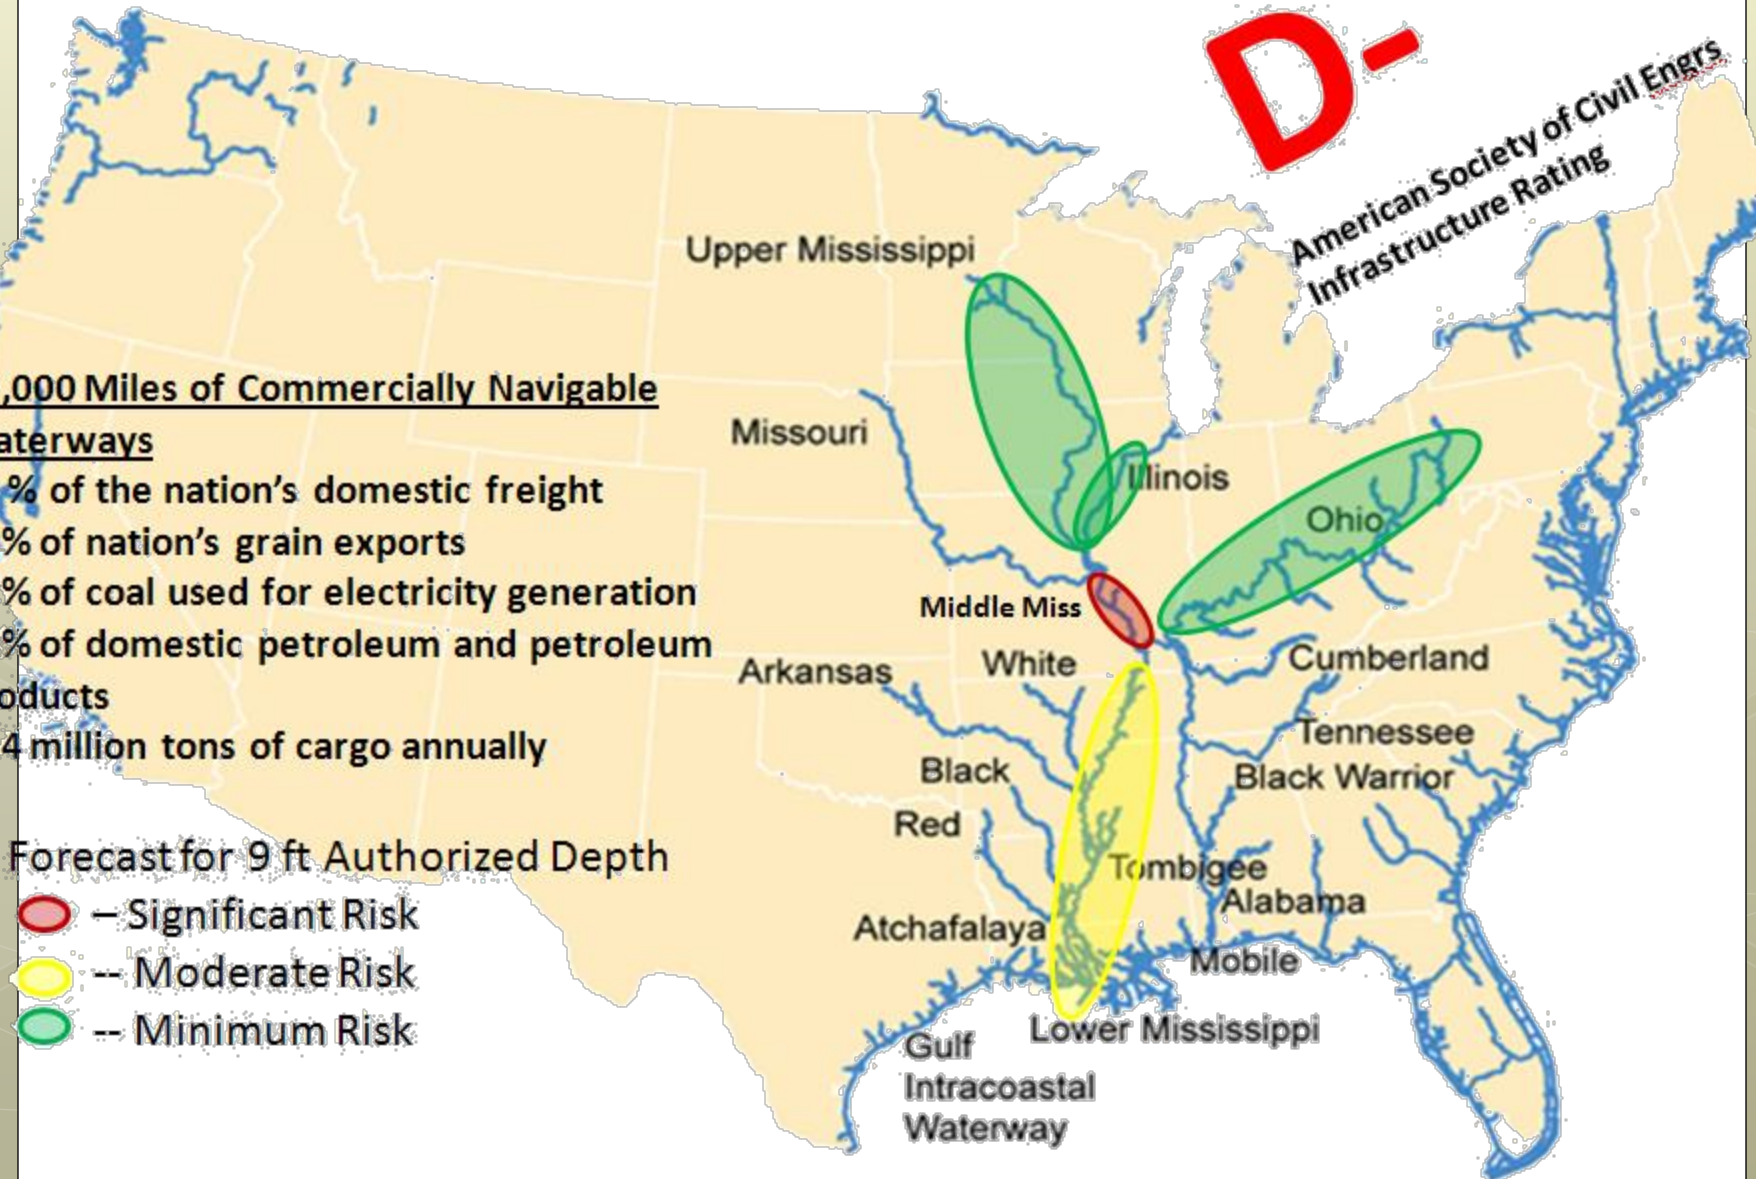 D-
American Society of Civil Engrs
Infrastructure Rating
Upper Mississippi
,000 Miles of Commercially Navigable
aterways
% of the nation's domestic freight
% of nation's grain exports
% of coal used for electricity generation
% of domestic petroleum and petroleum
oducts
4 million tons of cargo annually
Missouri
Illinois
Ohio
Middle Miss
White
Cumberland
Arkansas
Tennessee
Black
Black Warrior
Red
Tombigee
Alabama
Atchafalaya
Mobile
Lower Mississippi
Gulf
Intracoastal
Waterway
Forecast for 9 ft Authorized Depth
– Significant Risk
-- Moderate Risk
-- Minimum Risk